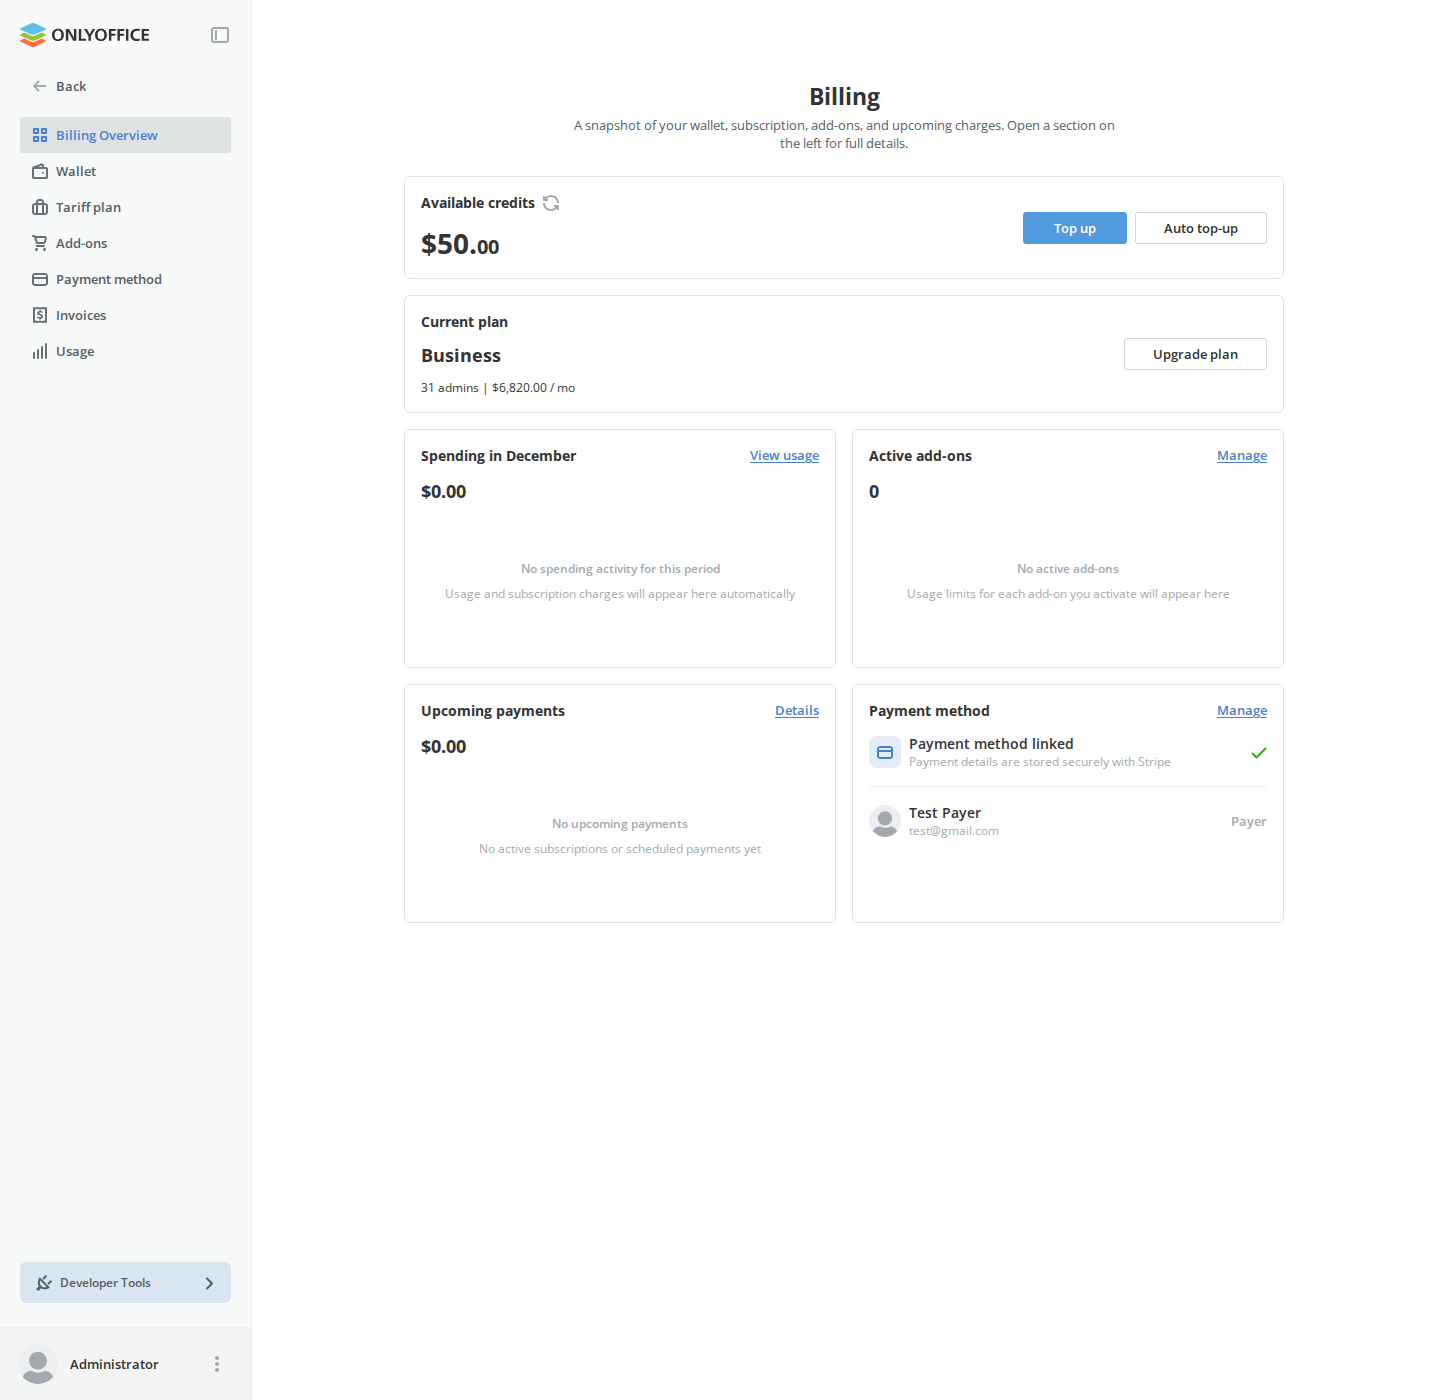 ONLYOFFICE
Back
Billing Overview
Wallet
Tariff plan
Add-ons
Payment method
Invoices
Usage
Developer Tools
Administrator
Billing
A snapshot of your wallet, subscription, add-ons, and upcoming charges. Open a section on
the left for full details.
Available credits
$50.00
Top up
Auto top-up
Current plan
Business
31 admins | $6,820.00 / mo
Upgrade plan
Spending in December
View usage
$0.00
No spending activity for this period
Usage and subscription charges will appear here automatically
Active add-ons
Manage
0
No active add-ons
Usage limits for each add-on you activate will appear here
Upcoming payments
Details
$0.00
No upcoming payments
No active subscriptions or scheduled payments yet
Payment method
Manage
Payment method linked
Payment details are stored securely with Stripe
Test Payer
test@gmail.com
Payer